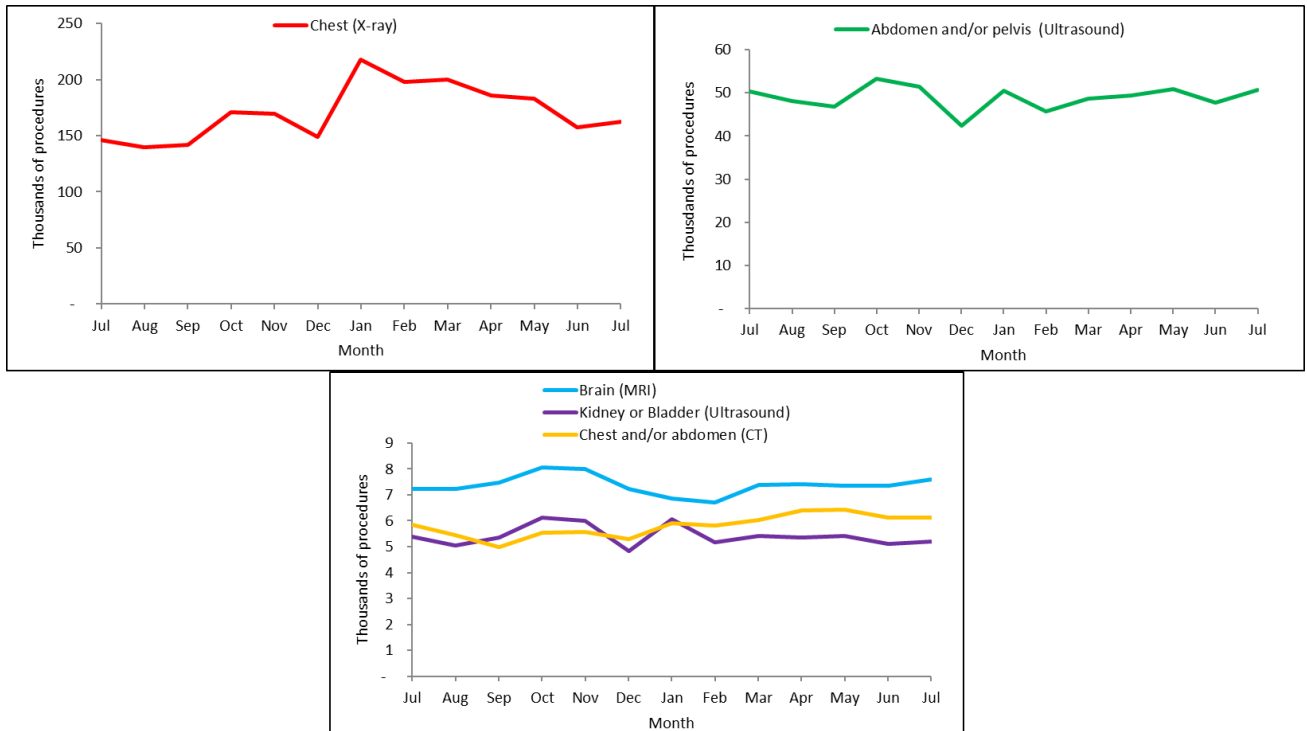 Chest (X-ray)
Thousands of procedures
250
200
150
100
50
-
Jul Aug Sep Oct Nov Dec Jan Feb Mar Apr May Jun Jul
Month
Abdomen and/or pelvis (Ultrasound)
Thousdands of procedures
60
50
40
30
20
10
-
Jul Aug Sep Oct Nov Dec Jan Feb Mar Apr May Jun Jul
Month
Brain (MRI)
Kidney or Bladder (Ultrasound)
Chest and/or abdomen (CT)
Thousands of procedures
9
8
7
6
5
4
3
2
1
-
Jul Aug Sep Oct Nov Dec Jan Feb Mar Apr May Jun Jul
Month